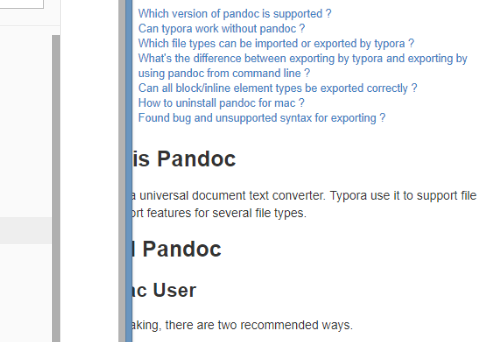 Which version of pandoc is supported ?
Can typora work without pandoc ?
Which file types can be imported or exported by typora ?
What's the difference between exporting by typora and exporting by
using pandoc from command line ?
Can all block/inline element types be exported correctly ?
How to uninstall pandoc for mac ?
Found bug and unsupported syntax for exporting ?
is Pandoc
a universal document text converter. Typora use it to support file
ort features for several file types.
Pandoc
ac User
aking, there are two recommended ways.